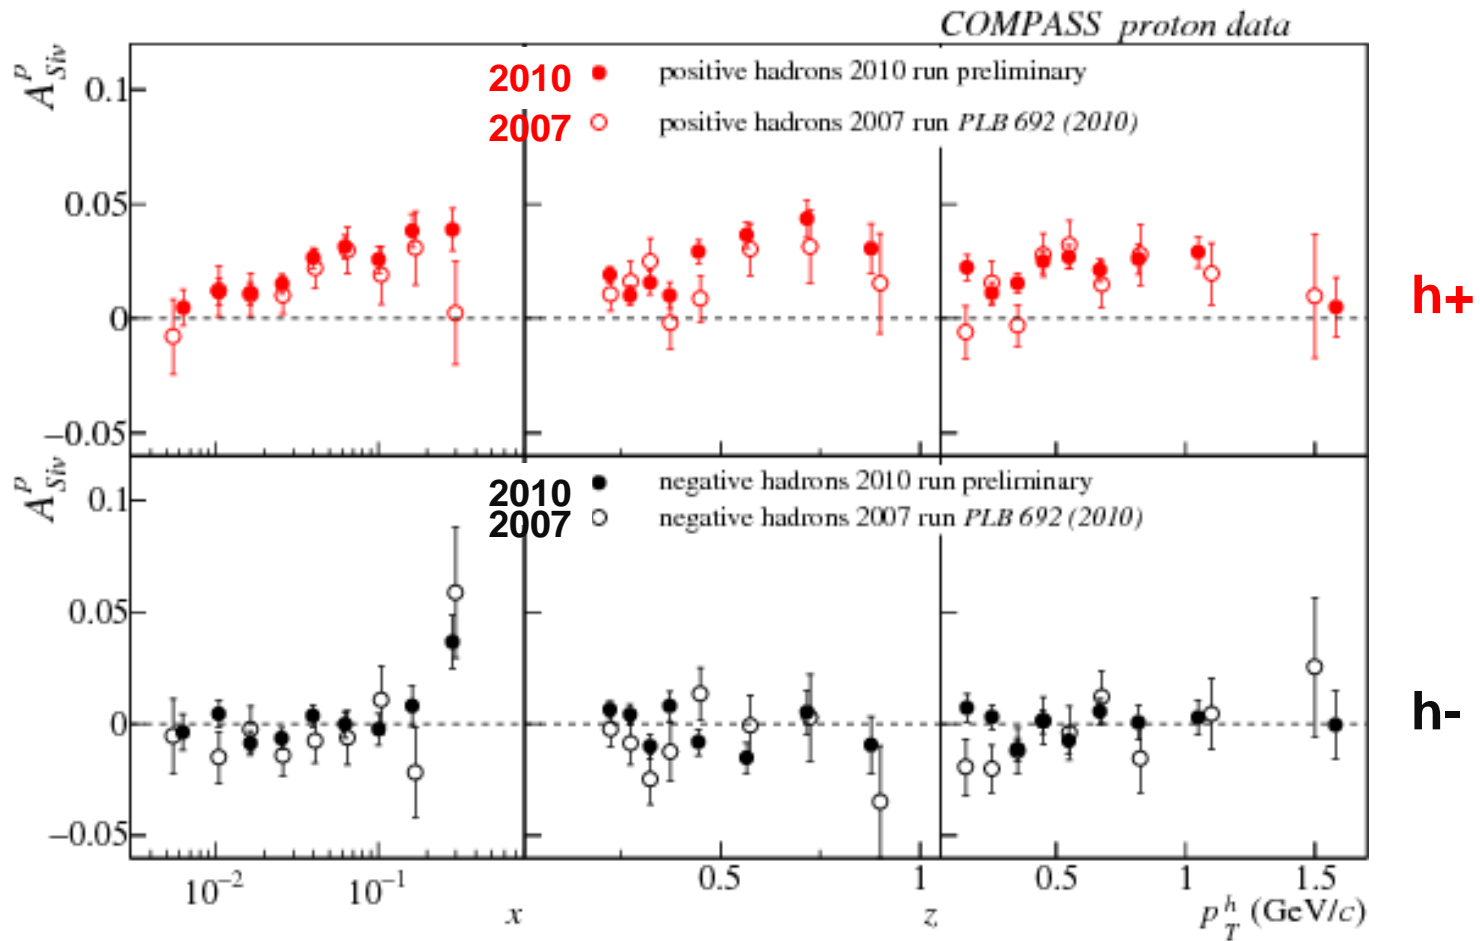 COMPASS proton data
A^p_Siv
0.1
0.05
0
−0.05
2010 positive hadrons 2010 run preliminary
2007 positive hadrons 2007 run PLB 692 (2010)
h+
A^p_Siv
0.1
0.05
0
−0.05
2010 negative hadrons 2010 run preliminary
2007 negative hadrons 2007 run PLB 692 (2010)
h-
10^−2 10^−1 0.5 1 0.5 1 1.5
x z p^h_T (GeV/c)